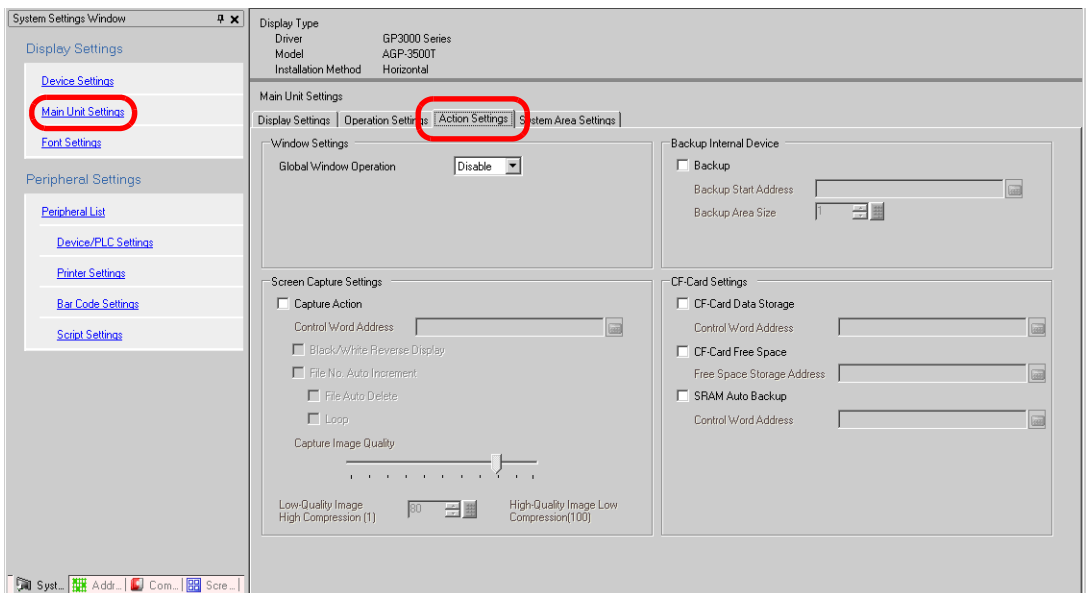 System Settings Window
Display Settings
Device Settings
Main Unit Settings
Font Settings
Peripheral Settings
Peripheral List
Device/PLC Settings
Printer Settings
Bar Code Settings
Script Settings
Syst...
Addr...
Com...
Scre...
Display Type
Driver GP3000 Series
Model AGP-3500T
Installation Method Horizontal
Main Unit Settings
Display Settings Operation Settings Action Settings System Area Settings
Window Settings
Global Window Operation Disable
Backup Internal Device
Backup
Backup Start Address
Backup Area Size 1
Screen Capture Settings
Capture Action
Control Word Address
Black/White Reverse Display
File No. Auto Increment
File Auto Delete
Loop
Capture Image Quality
Low-Quality Image
High Compression (1)
80
High-Quality Image Low
Compression(100)
CF-Card Settings
CF-Card Data Storage
Control Word Address
CF-Card Free Space
Free Space Storage Address
SRAM Auto Backup
Control Word Address